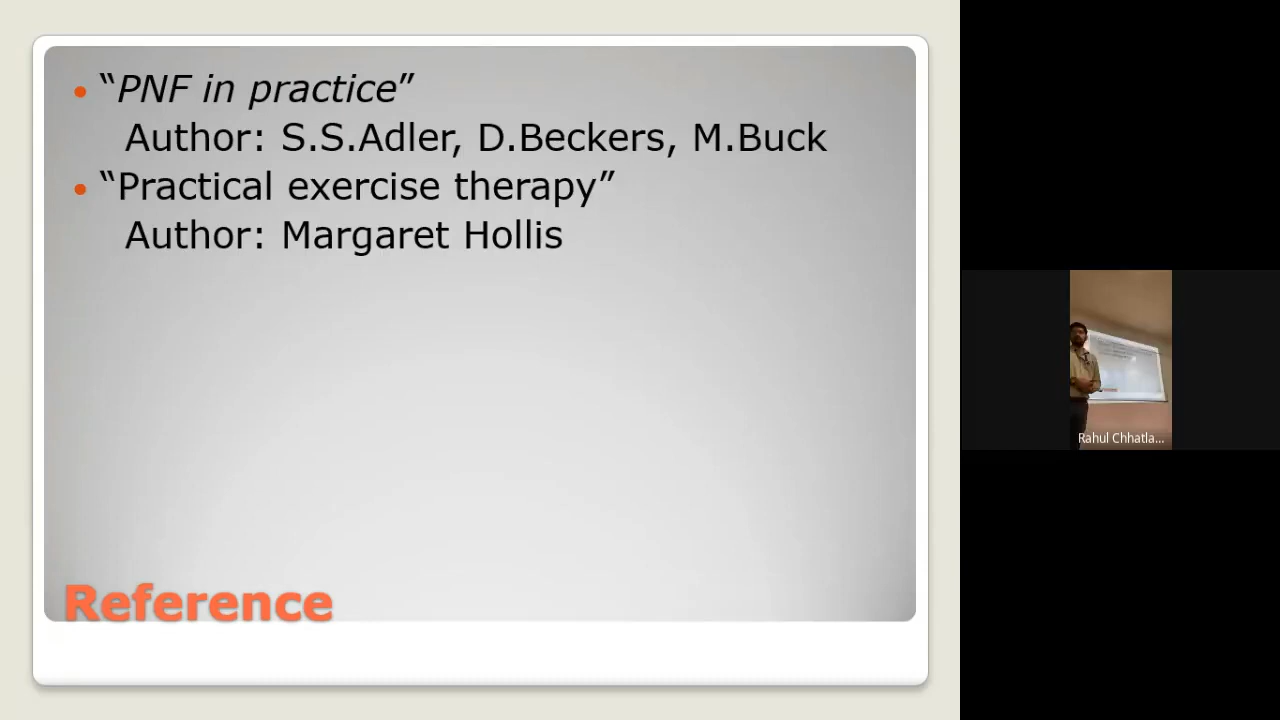 • “PNF in practice”
Author: S.S.Adler, D.Beckers, M.Buck
• “Practical exercise therapy”
Author: Margaret Hollis
Reference
Rahul Chhatla...